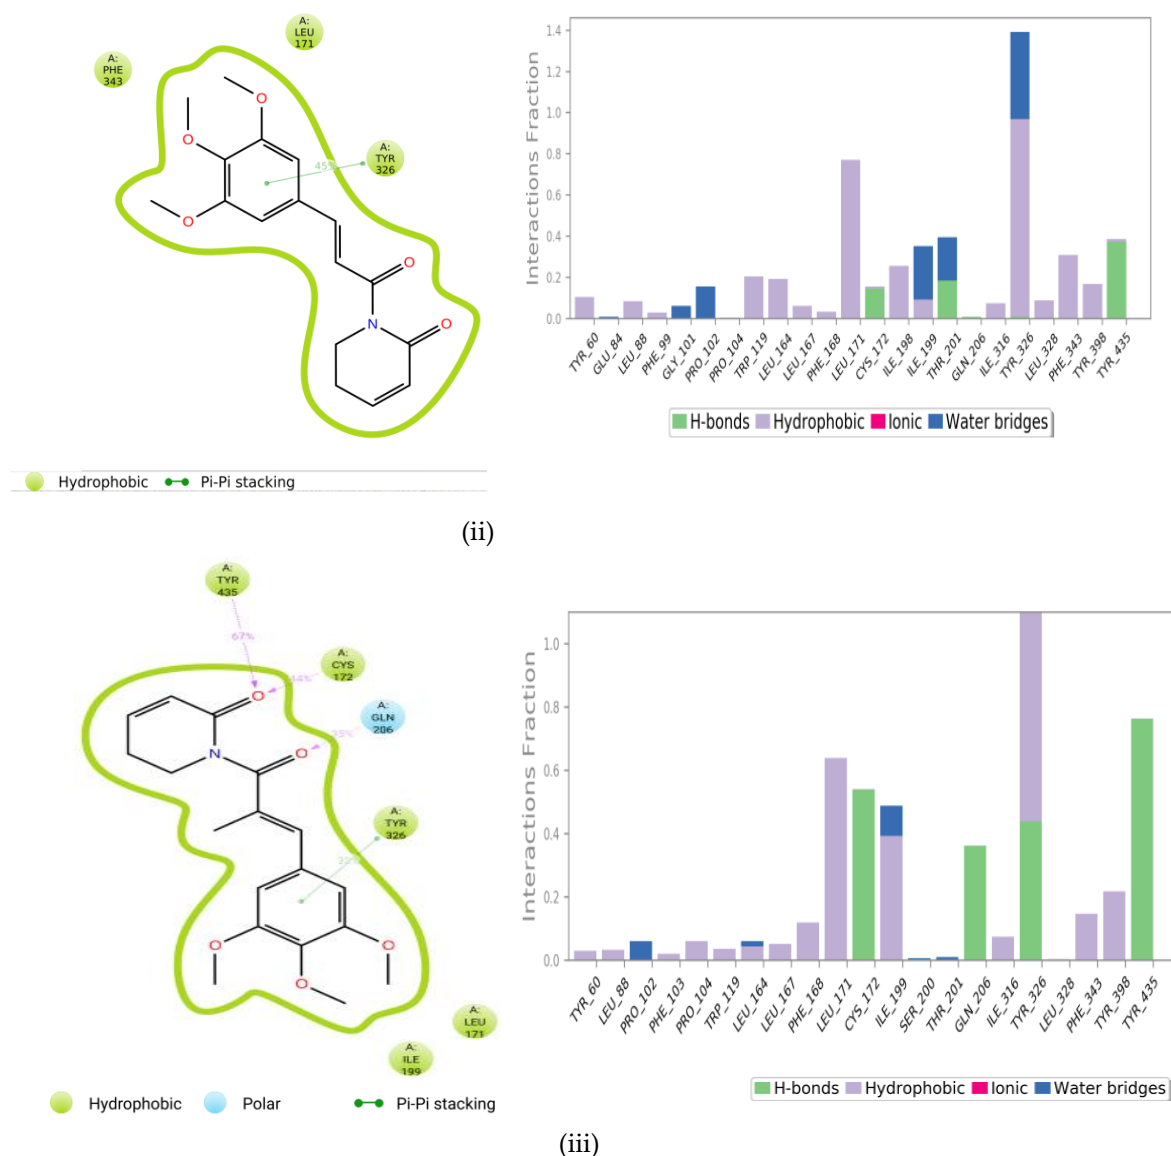 A:
LEU
171
A:
PHE
343
O
O
O
A:
TYR
326
45%
O
N
O
Hydrophobic
Pi-Pi stacking
Interactions Fraction
1.4
1.2
1.0
0.8
0.6
0.4
0.2
0.0
TYR_60
GLU_84
LEU_88
PHE_99
GLY_101
PRO_102
PRO_104
TRP_119
LEU_164
LEU_167
PHE_168
LEU_171
CYS_172
ILE_198
ILE_199
THR_201
GLN_206
ILE_316
TYR_326
LEU_328
PHE_343
TYR_398
TYR_435
H-bonds Hydrophobic Ionic Water bridges
(ii)
A:
TYR
435
67%
A:
CYS
172
A:
GLN
206
35%
O
O
N
A:
TYR
326
O
O
O
A:
LEU
171
A:
ILE
199
Hydrophobic
Polar
Pi-Pi stacking
Interactions Fraction
1.0
0.8
0.6
0.4
0.2
0.0
TYR_60
LEU_88
PRO_102
PHE_103
PRO_104
TRP_119
LEU_164
LEU_167
PHE_168
LEU_171
CYS_172
ILE_199
SER_200
THR_201
GLN_206
ILE_316
TYR_326
LEU_328
PHE_343
TYR_398
TYR_435
H-bonds Hydrophobic Ionic Water bridges
(iii)